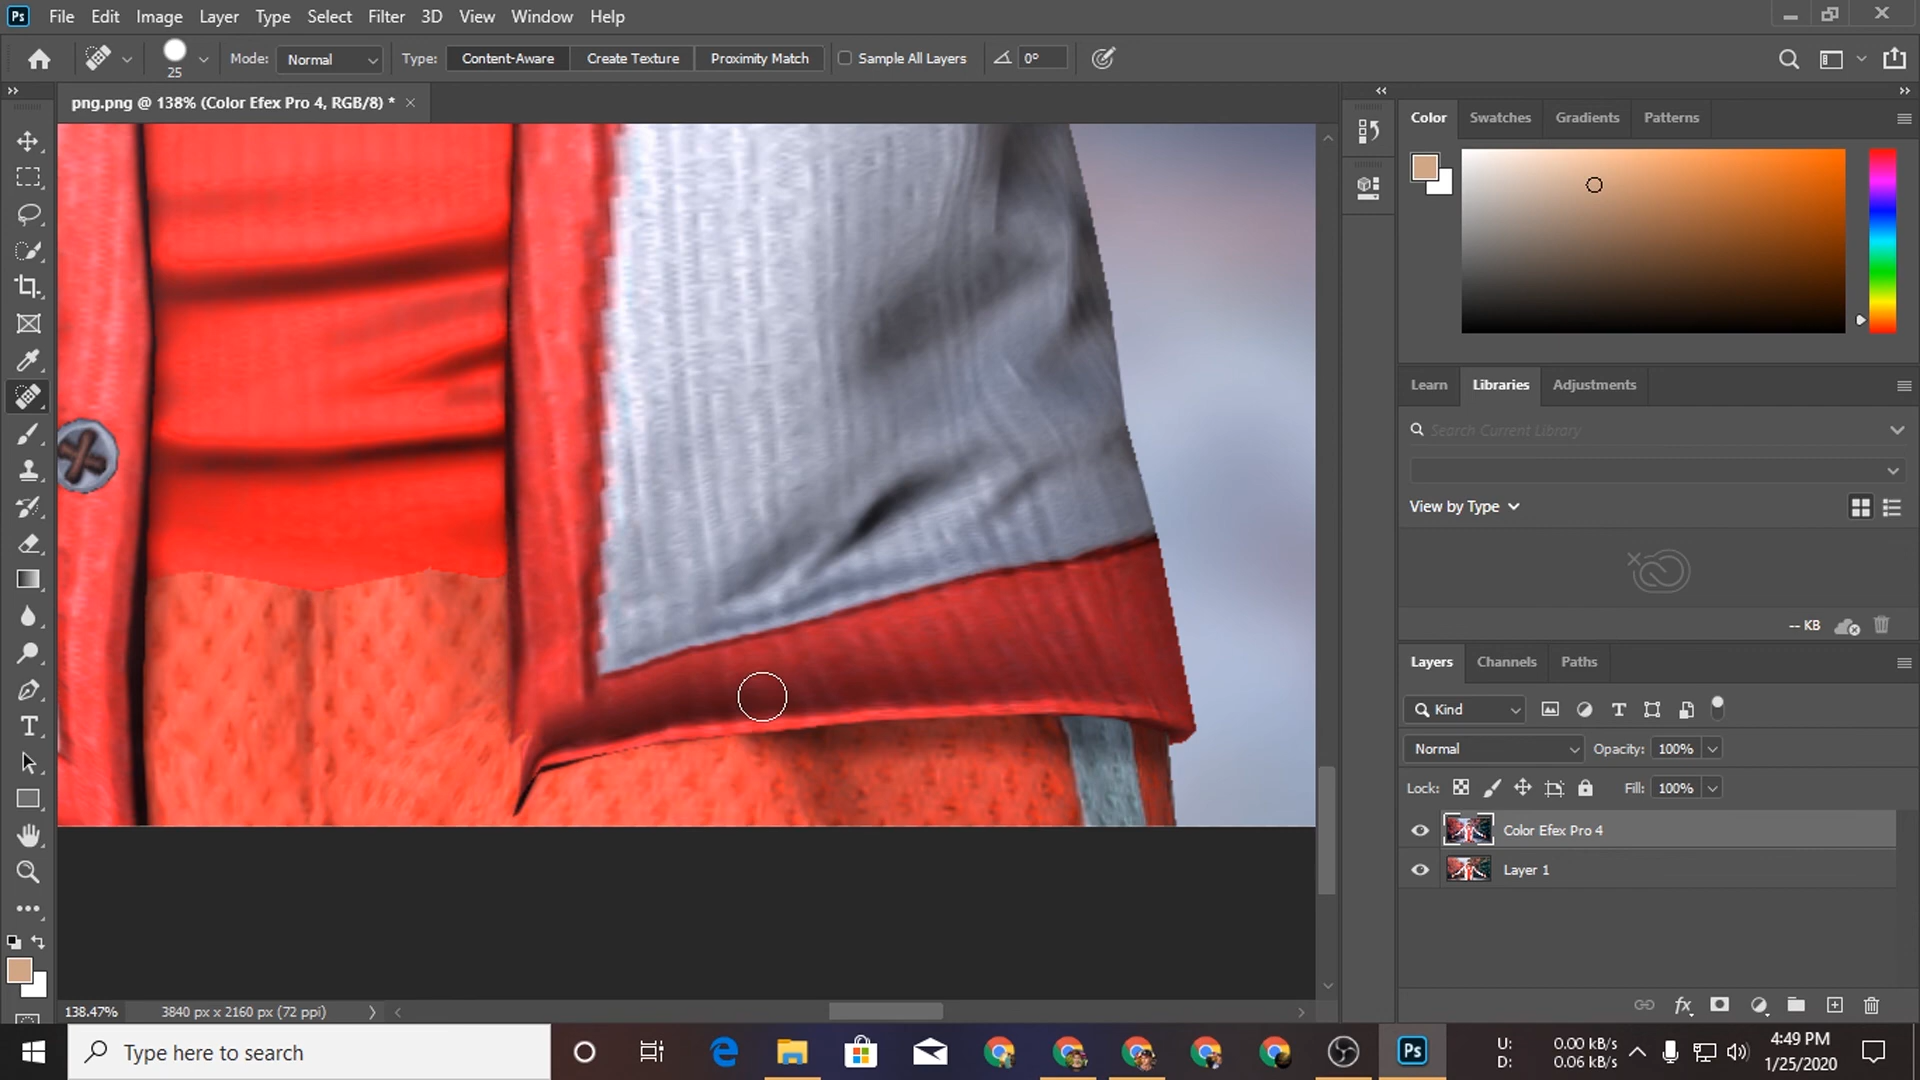 Ps File Edit Image Layer Type Select Filter 3D View Window Help
25 Mode: Normal Type: Content-Aware Create Texture Proximity Match Sample All Layers 0°
png.png @ 138% (Color Efex Pro 4, RGB/8) *
Color Swatches Gradients Patterns
Learn Libraries Adjustments
Search Current Library
View by Type
-- KB
Layers Channels Paths
Kind
Normal Opacity: 100%
Lock: Fill: 100%
Color Efex Pro 4
Layer 1
138.47% 3840 px x 2160 px (72 ppi)
Type here to search
Ps
U: 0.00 kB/s
D: 0.06 kB/s
4:49 PM
1/25/2020